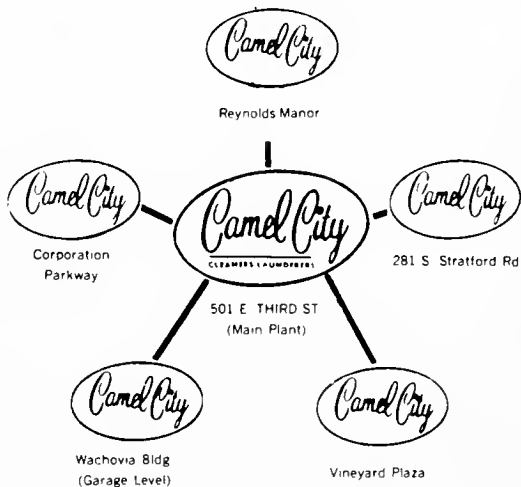 Camel City
Reynolds Manor
Camel City
Corporation
Parkway
Camel City
CLEANERS LAUNDERERS
501 E. THIRD ST
(Main Plant)
Camel City
281 S. Stratford Rd
Camel City
Wachovia Bldg
(Garage Level)
Camel City
Vineyard Plaza